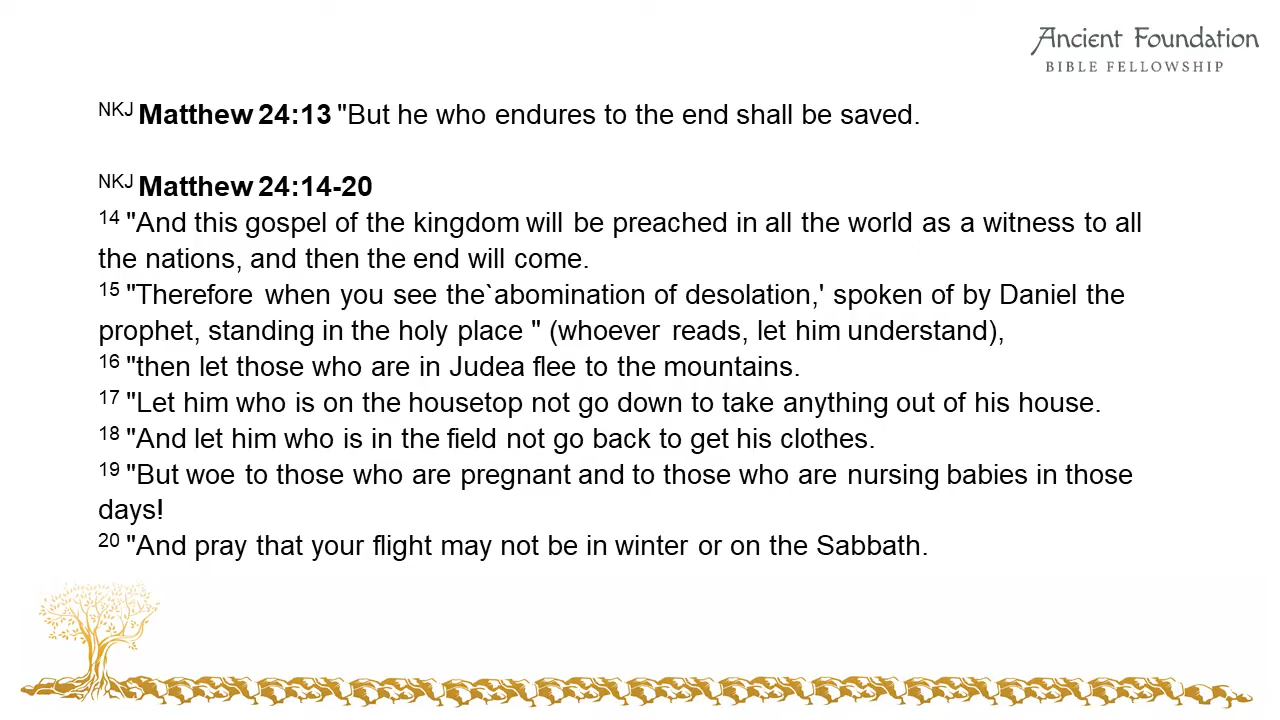 Ancient Foundation
BIBLE FELLOWSHIP
NKJ Matthew 24:13 "But he who endures to the end shall be saved.
NKJ Matthew 24:14-20
14 "And this gospel of the kingdom will be preached in all the world as a witness to all
the nations, and then the end will come.
15 "Therefore when you see the`abomination of desolation,' spoken of by Daniel the
prophet, standing in the holy place " (whoever reads, let him understand),
16 "then let those who are in Judea flee to the mountains.
17 "Let him who is on the housetop not go down to take anything out of his house.
18 "And let him who is in the field not go back to get his clothes.
19 "But woe to those who are pregnant and to those who are nursing babies in those
days!
20 "And pray that your flight may not be in winter or on the Sabbath.